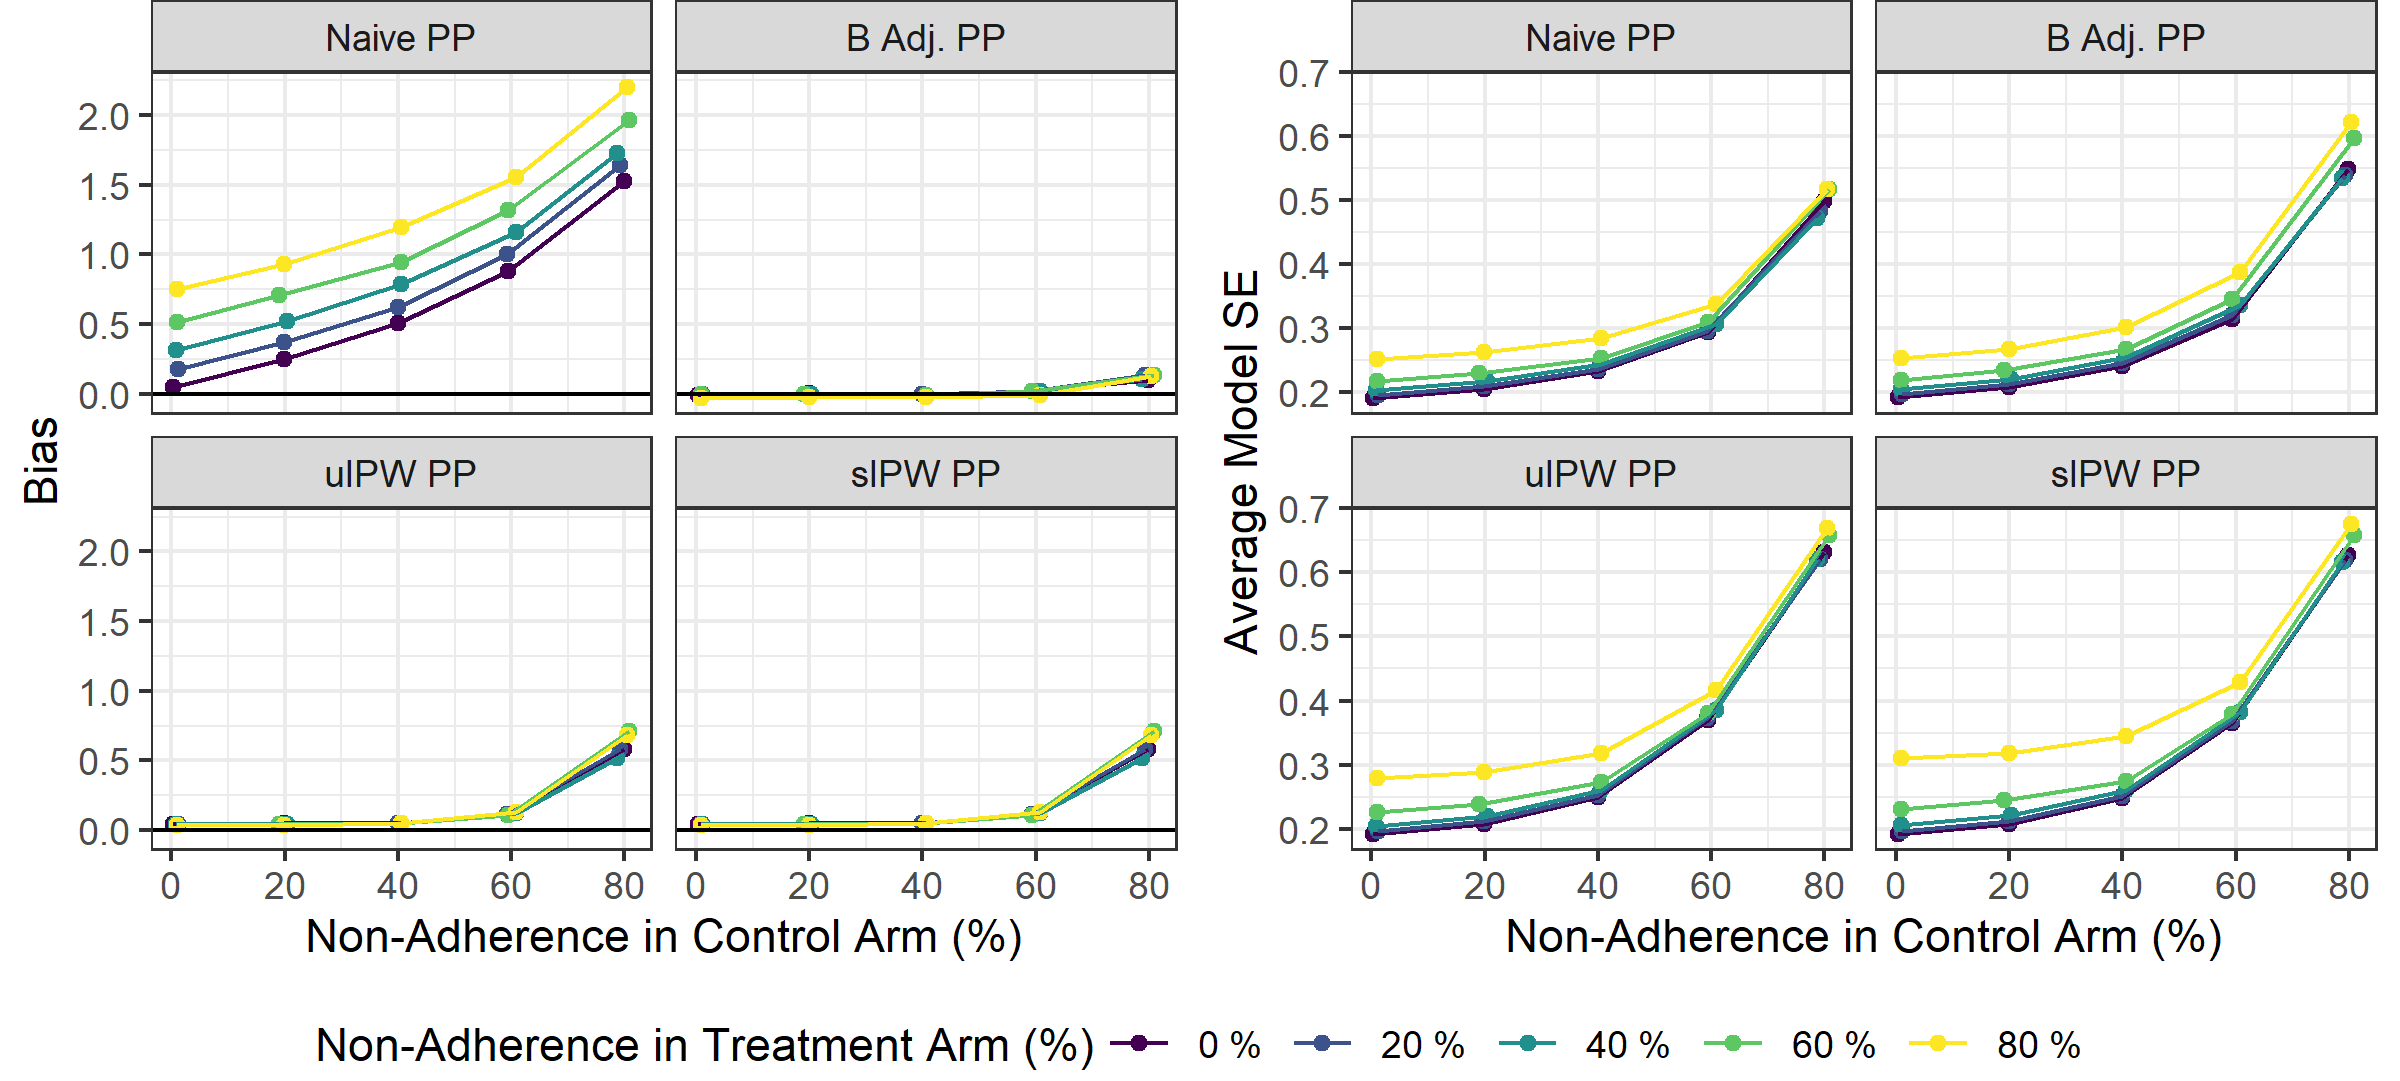 Naive PP
B Adj. PP
Naive PP
B Adj. PP
2.0
1.5
1.0
0.5
0.0
0.7
0.6
0.5
0.4
0.3
0.2
Bias
Average Model SE
uIPW PP
sIPW PP
uIPW PP
sIPW PP
2.0
1.5
1.0
0.5
0.0
0.7
0.6
0.5
0.4
0.3
0.2
0 20 40 60 80
0 20 40 60 80
0 20 40 60 80
0 20 40 60 80
Non-Adherence in Control Arm (%)
Non-Adherence in Control Arm (%)
Non-Adherence in Treatment Arm (%) 0 % 20 % 40 % 60 % 80 %